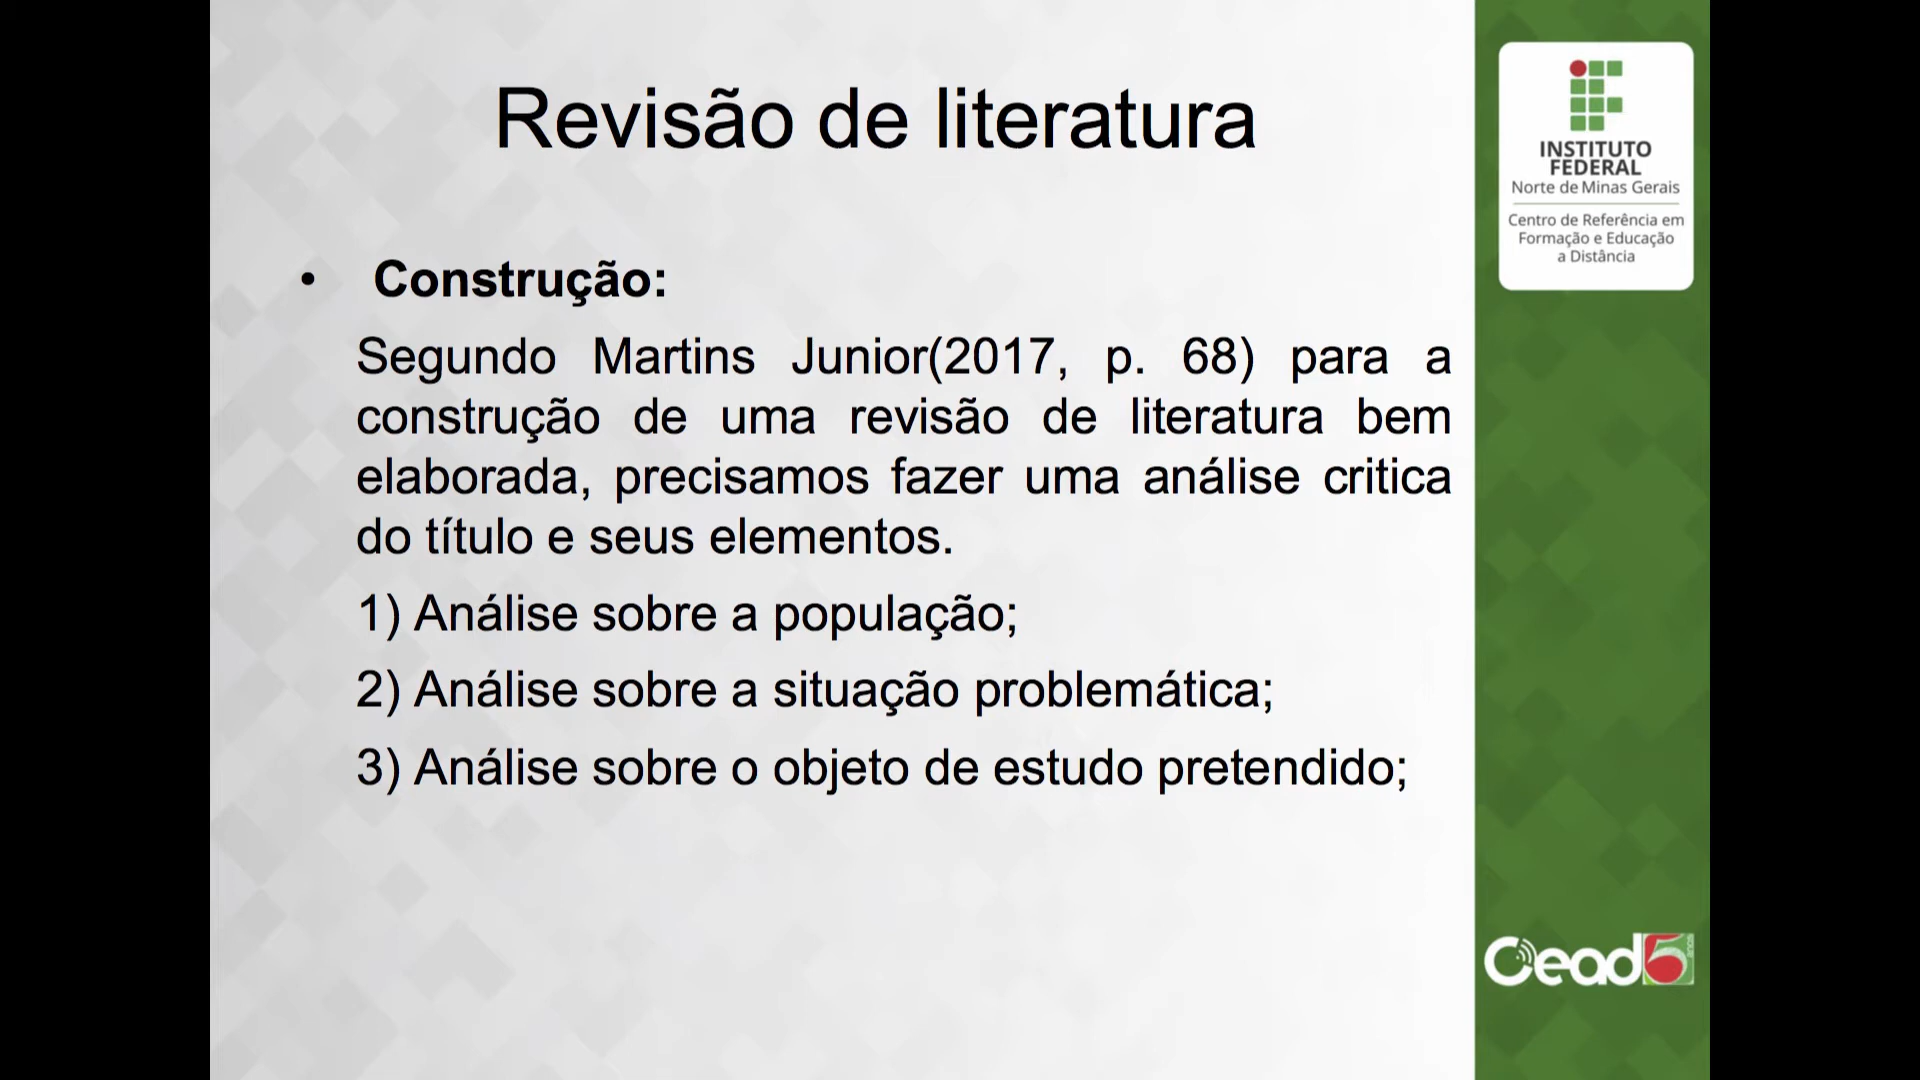 Revisão de literatura
• Construção:
Segundo Martins Junior(2017, p. 68) para a
construção de uma revisão de literatura bem
elaborada, precisamos fazer uma análise critica
do título e seus elementos.
1) Análise sobre a população;
2) Análise sobre a situação problemática;
3) Análise sobre o objeto de estudo pretendido;
INSTITUTO
FEDERAL
Norte de Minas Gerais
Centro de Referência em
Formação e Educação
a Distância
Cead5
anos